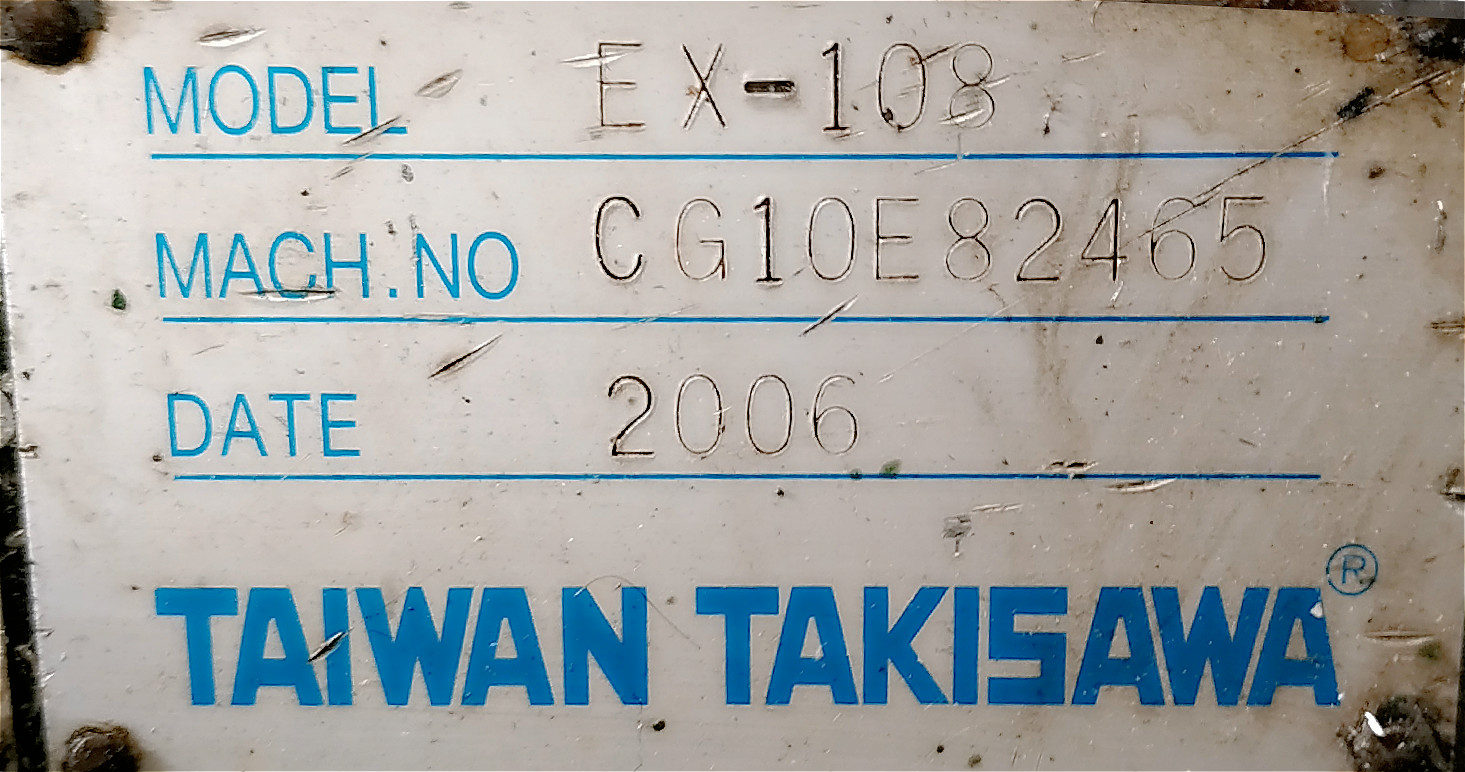 MODEL EX-108
MACH.NO CG10E82465
DATE 2006
TAIWAN TAKISAWA®